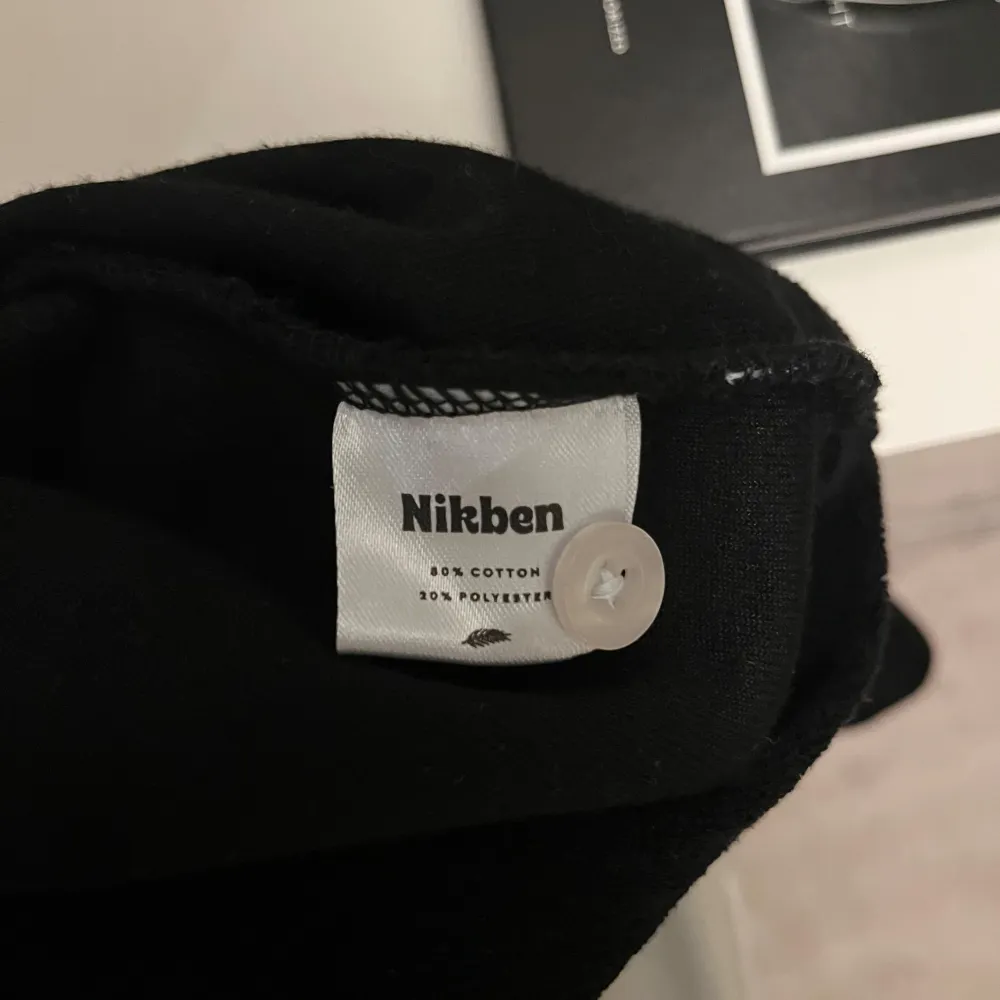 Nikben
80% COTTON
20% POLYESTER